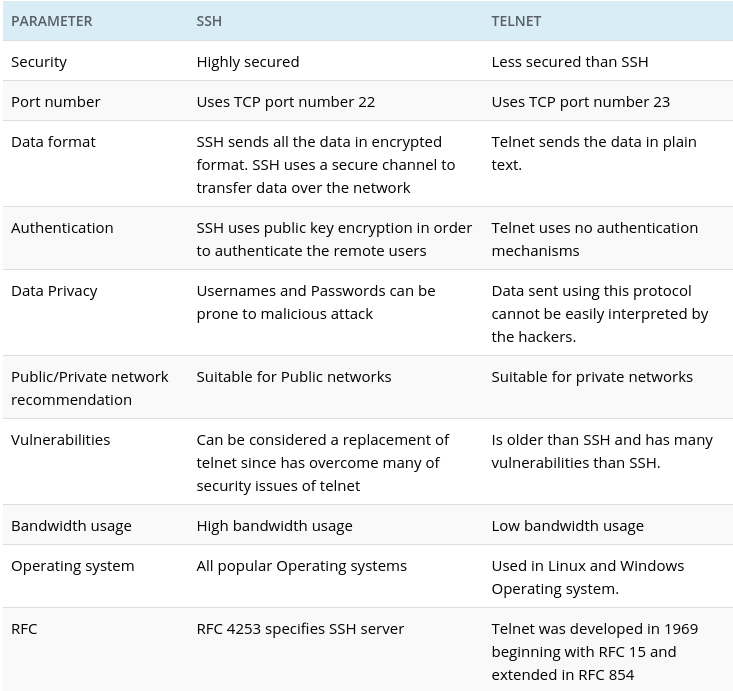 PARAMETER SSH TELNET
Security Highly secured Less secured than SSH
Port number Uses TCP port number 22 Uses TCP port number 23
Data format SSH sends all the data in encrypted Telnet sends the data in plain
format. SSH uses a secure channel to text.
transfer data over the network
Authentication SSH uses public key encryption in order Telnet uses no authentication
to authenticate the remote users mechanisms
Data Privacy Usernames and Passwords can be Data sent using this protocol
prone to malicious attack cannot be easily interpreted by
the hackers.
Public/Private network Suitable for Public networks Suitable for private networks
recommendation
Vulnerabilities Can be considered a replacement of Is older than SSH and has many
telnet since has overcome many of vulnerabilities than SSH.
security issues of telnet
Bandwidth usage High bandwidth usage Low bandwidth usage
Operating system All popular Operating systems Used in Linux and Windows
Operating system.
RFC RFC 4253 specifies SSH server Telnet was developed in 1969
beginning with RFC 15 and
extended in RFC 854